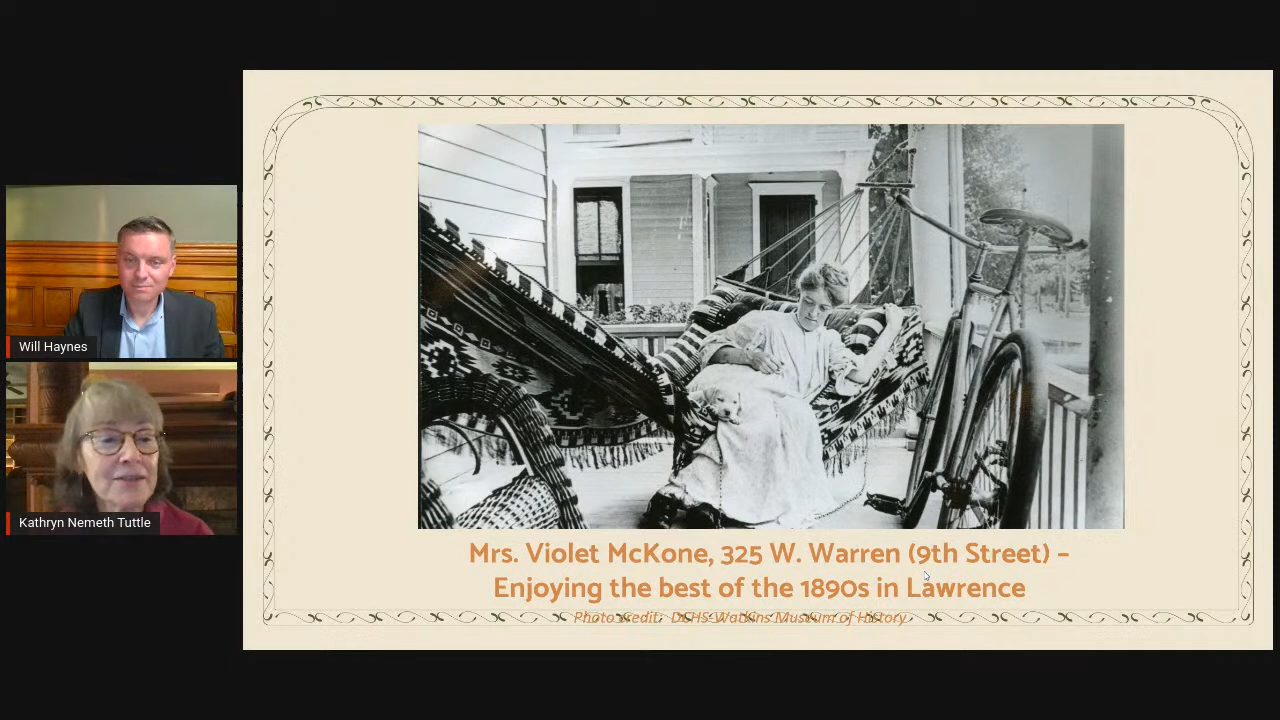 Will Haynes
Kathryn Nemeth Tuttle
Mrs. Violet McKone, 325 W. Warren (9th Street) –
Enjoying the best of the 1890s in Lawrence
Photo credit: DCHS-Watkins Museum of History